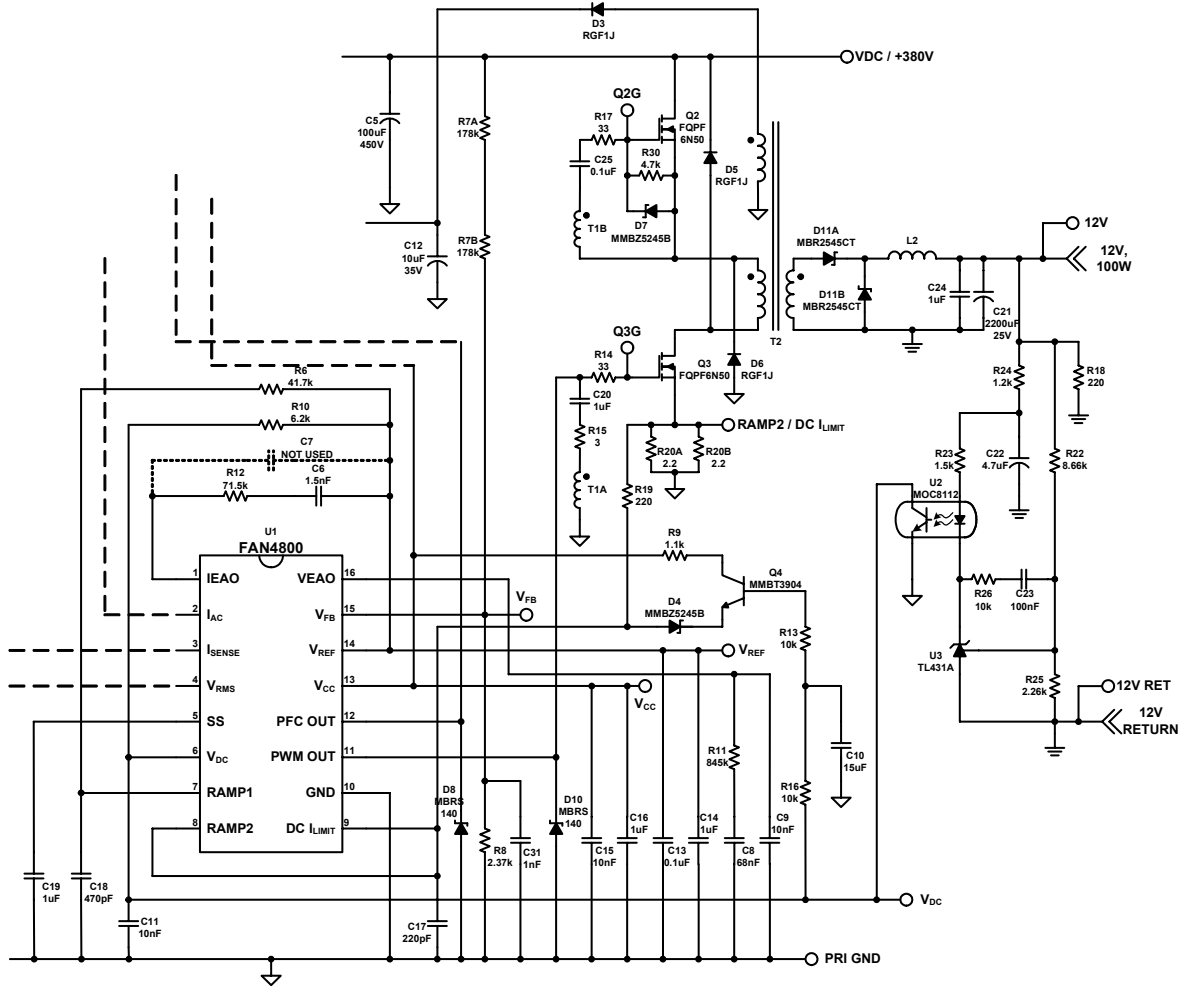 D3
RGF1J
VDC / +380V
Q2G
C5
100uF
450V
R7A
178k
R17
33
Q2
FQPF
6N50
R30
4.7k
C25
0.1uF
D5
RGF1J
D7
MMBZ5245B
T1B
C12
10uF
35V
R7B
178k
D11A
MBR2545CT
L2
12V
12V,
100W
D11B
MBR2545CT
C24
1uF
C21
2200uF
25V
T2
Q3G
R14
33
Q3
FQPF6N50
D6
RGF1J
R6
41.7k
R24
1.2k
R18
220
C20
1uF
R10
6.2k
R15
3
RAMP2 / DC ILIMIT
R20A
2.2
R20B
2.2
C7
NOT USED
R12
71.5k
C6
1.5nF
R23
1.5k
C22
4.7uF
R22
8.66k
T1A
R19
220
U2
MOC8112
U1
FAN4800
R9
1.1k
Q4
MMBT3904
1 IEAO VEAO 16
2 IAC VFB 15
3 ISENSE VREF 14
4 VRMS VCC 13
5 SS PFC OUT 12
6 VDC PWM OUT 11
7 RAMP1 GND 10
8 RAMP2 DC ILIMIT 9
VFB
D4
MMBZ5245B
R26
10k
C23
100nF
R13
10k
VREF
U3
TL431A
VCC
R25
2.26k
12V RET
12V
RETURN
R11
845k
C10
15uF
R16
10k
D8
MBRS
140
D10
MBRS
140
R8
2.37k
C31
1nF
C15
10nF
C16
1uF
C13
0.1uF
C14
1uF
C8
68nF
C9
10nF
C19
1uF
C18
470pF
C11
10nF
C17
220pF
VDC
PRI GND